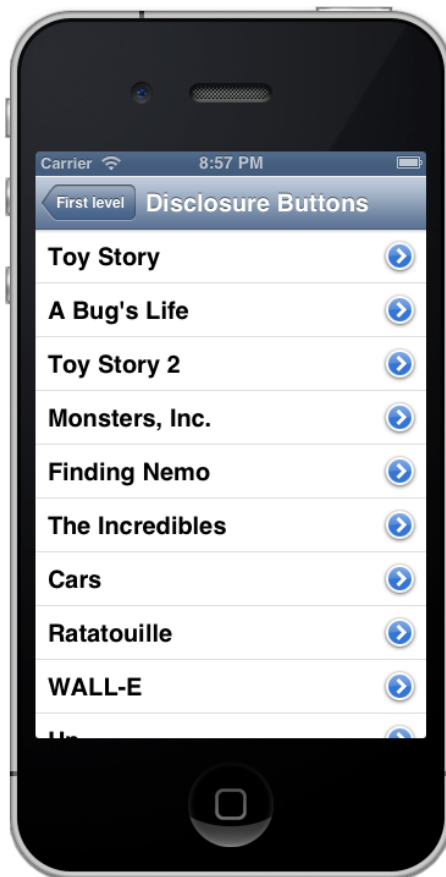 Carrier 8:57 PM
First level Disclosure Buttons
Toy Story
A Bug's Life
Toy Story 2
Monsters, Inc.
Finding Nemo
The Incredibles
Cars
Ratatouille
WALL-E
Up